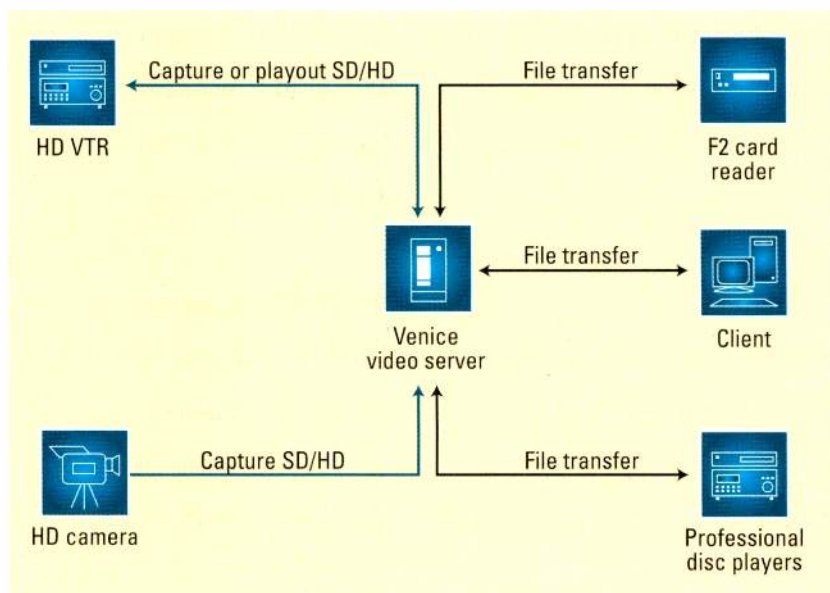 Capture or playout SD/HD
File transfer
HD VTR
F2 card
reader
File transfer
Venice
video server
Client
Capture SD/HD
File transfer
HD camera
Professional
disc players